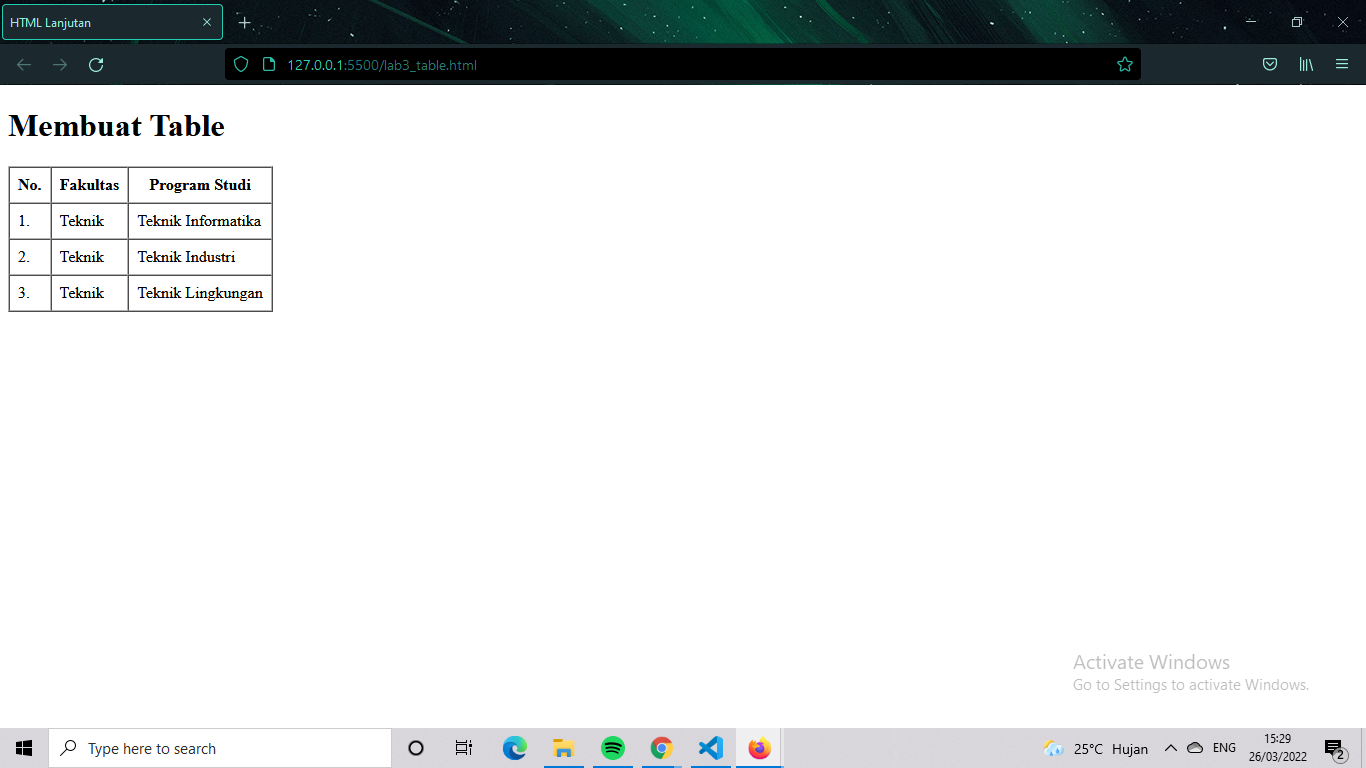 HTML Lanjutan
127.0.0.1:5500/lab3_table.html
Membuat Table
No. Fakultas Program Studi
1. Teknik Teknik Informatika
2. Teknik Teknik Industri
3. Teknik Teknik Lingkungan
Activate Windows
Go to Settings to activate Windows.
Type here to search
25°C Hujan
ENG
15:29
26/03/2022
2